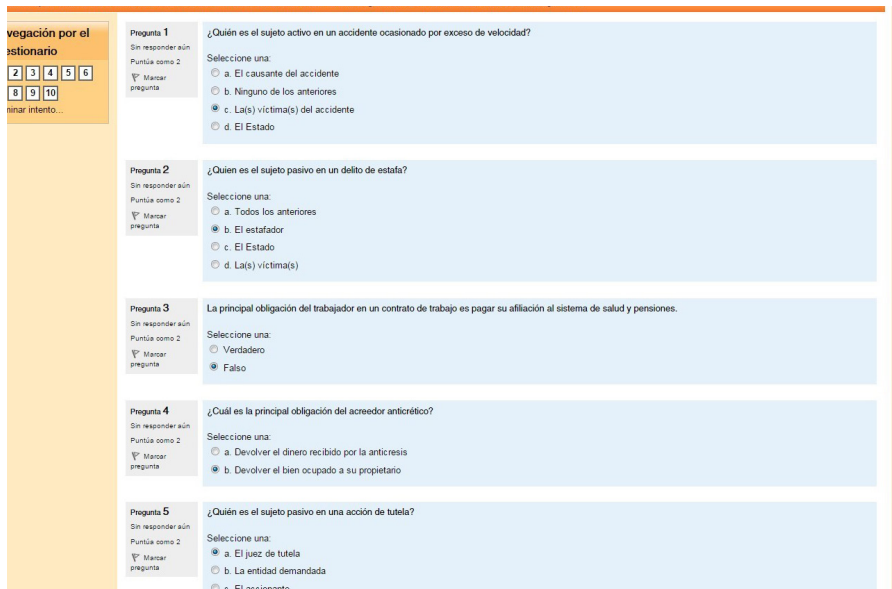 vegación por el
estionario
2 3 4 5 6
8 9 10
minar intento...
Pregunta 1
Sin responder aún
Puntúa como 2
Marcar
pregunta
¿Quién es el sujeto activo en un accidente ocasionado por exceso de velocidad?
Seleccione una:
a. El causante del accidente
b. Ninguno de los anteriores
c. La(s) víctima(s) del accidente
d. El Estado
Pregunta 2
Sin responder aún
Puntúa como 2
Marcar
pregunta
¿Quien es el sujeto pasivo en un delito de estafa?
Seleccione una:
a. Todos los anteriores
b. El estafador
c. El Estado
d. La(s) víctima(s)
Pregunta 3
Sin responder aún
Puntúa como 2
Marcar
pregunta
La principal obligación del trabajador en un contrato de trabajo es pagar su afiliación al sistema de salud y pensiones.
Seleccione una:
Verdadero
Falso
Pregunta 4
Sin responder aún
Puntúa como 2
Marcar
pregunta
¿Cuál es la principal obligación del acreedor anticrético?
Seleccione una:
a. Devolver el dinero recibido por la anticresis
b. Devolver el bien ocupado a su propietario
Pregunta 5
Sin responder aún
Puntúa como 2
Marcar
pregunta
¿Quién es el sujeto pasivo en una acción de tutela?
Seleccione una:
a. El juez de tutela
b. La entidad demandada
c. El accionante